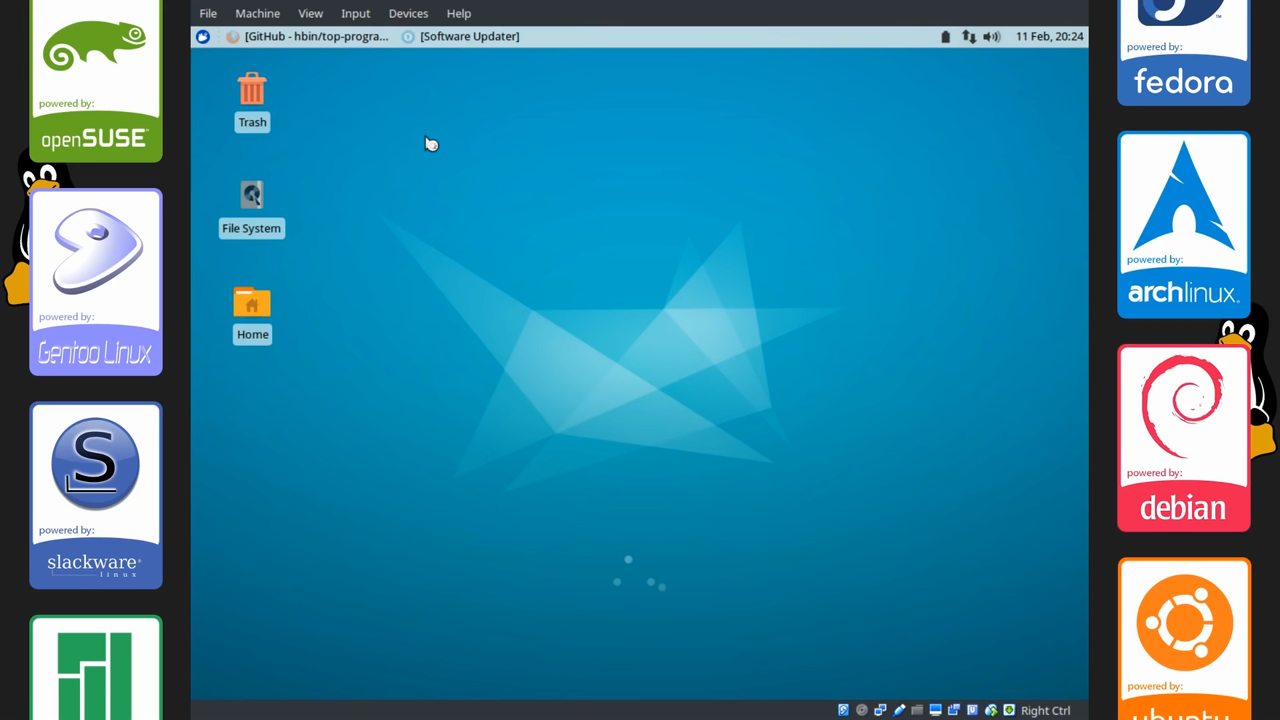 File Machine View Input Devices Help
[GitHub - hbin/top-progra... [Software Updater] 11 Feb, 20:24
Trash
File System
Home
Right Ctrl
powered by:
openSUSE™
powered by:
Gentoo Linux
powered by:
slackware
linux
powered by:
fedora
powered by:
archlinux
powered by:
debian
powered by:
ubuntu